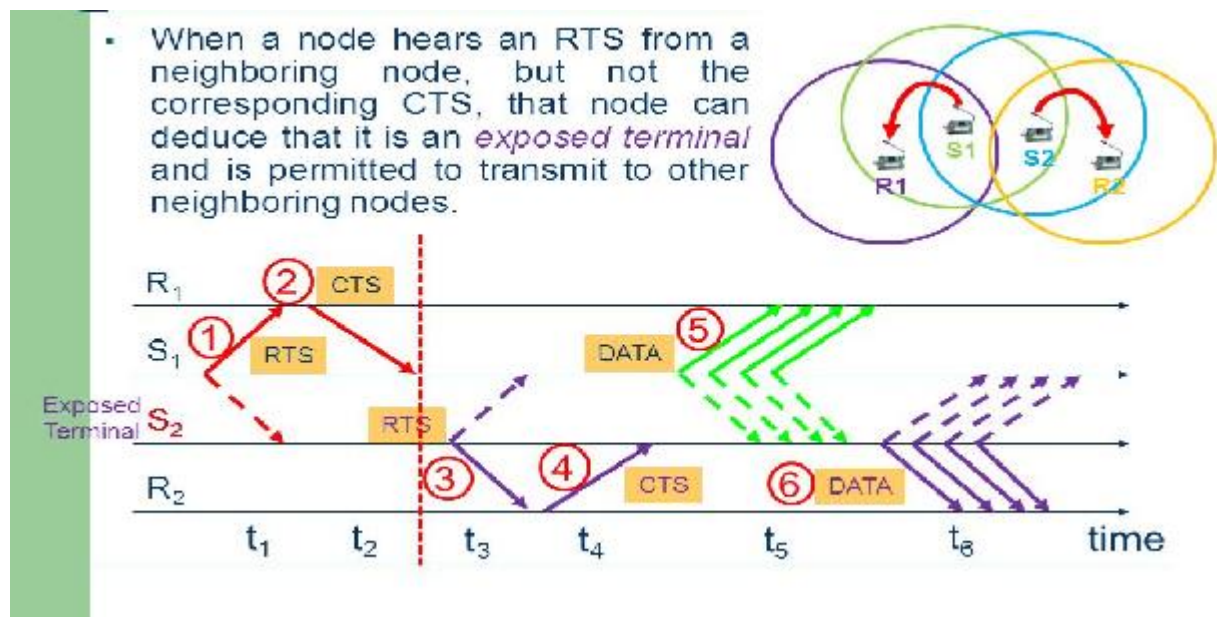 ▪ When a node hears an RTS from a
neighboring node, but not the
corresponding CTS, that node can
deduce that it is an exposed terminal
and is permitted to transmit to other
neighboring nodes.
S1
S2
R1
R2
R1
2
CTS
1
S1
RTS
DATA
5
Exposed
Terminal
S2
RTS
3
4
R2
CTS
6
DATA
t1
t2
t3
t4
t5
t6
time